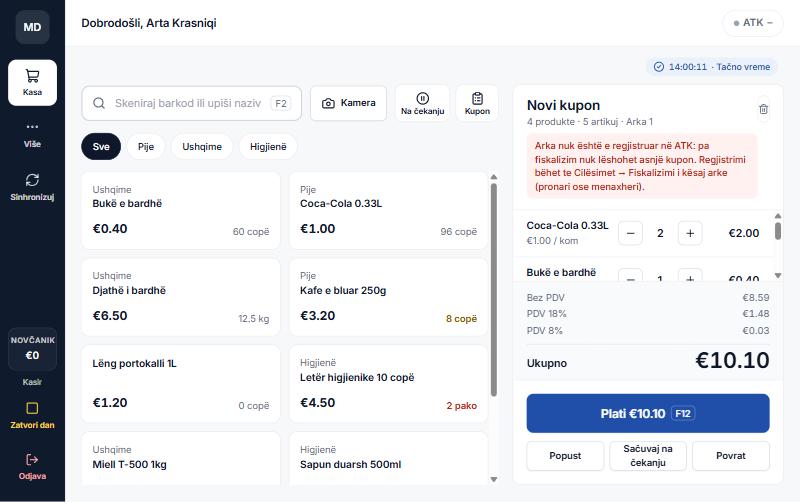 MD
Dobrodošli, Arta Krasniqi
ATK –
Kasa
Više
Sinhronizuj
NOVČANIK
€0
Kasir
Zatvori dan
Odjava
14:00:11 · Tačno vreme
Skeniraj barkod ili upiši naziv F2
Kamera
Na čekanju
Kupon
Sve
Pije
Ushqime
Higjienë
Ushqime
Bukë e bardhë
€0.40
60 copë
Pije
Coca-Cola 0.33L
€1.00
96 copë
Ushqime
Djathë i bardhë
€6.50
12.5 kg
Pije
Kafe e bluar 250g
€3.20
8 copë
Lëng portokalli 1L
€1.20
0 copë
Higjienë
Letër higjienike 10 copë
€4.50
2 pako
Ushqime
Miell T-500 1kg
Higjienë
Sapun duarsh 500ml
Novi kupon
4 produkte · 5 artikuj · Arka 1
Arka nuk është e regjistruar në ATK: pa
fiskalizim nuk lëshohet asnjë kupon. Regjistrimi
bëhet te Cilësimet → Fiskalizimi i kësaj arke
(pronari ose menaxheri).
Coca-Cola 0.33L
€1.00 / kom
− 2 +
€2.00
Bukë e bardhë
− 1 +
€0.40
Bez PDV €8.59
PDV 18% €1.48
PDV 8% €0.03
Ukupno €10.10
Plati €10.10 F12
Popust
Sačuvaj na
čekanju
Povrat